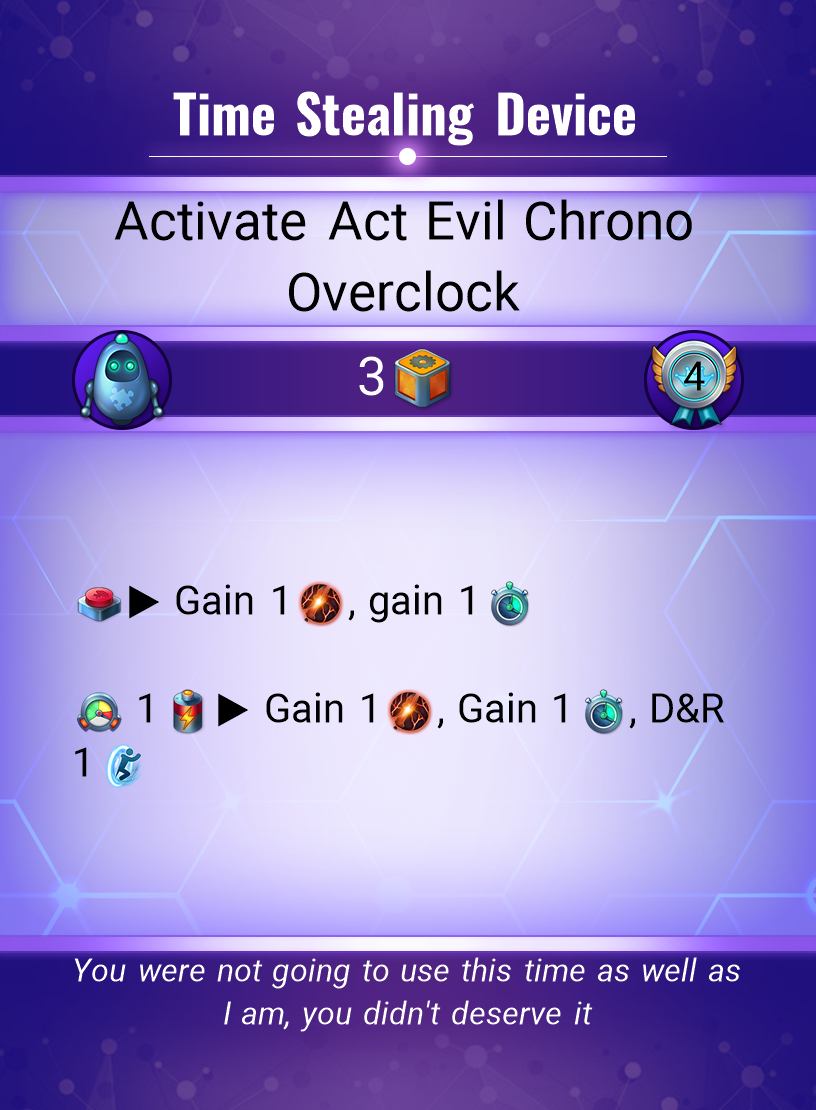 Time Stealing Device
Activate Act Evil Chrono
Overclock
3
4
▶ Gain 1, gain 1
1 ▶ Gain 1, Gain 1, D&R
1
You were not going to use this time as well as
I am, you didn't deserve it